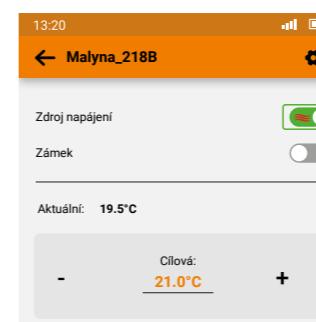 13:20
Malyna_218B
Zdroj napájení
Zámek
Aktuální: 19.5°C
Cílová:
- 21.0°C +